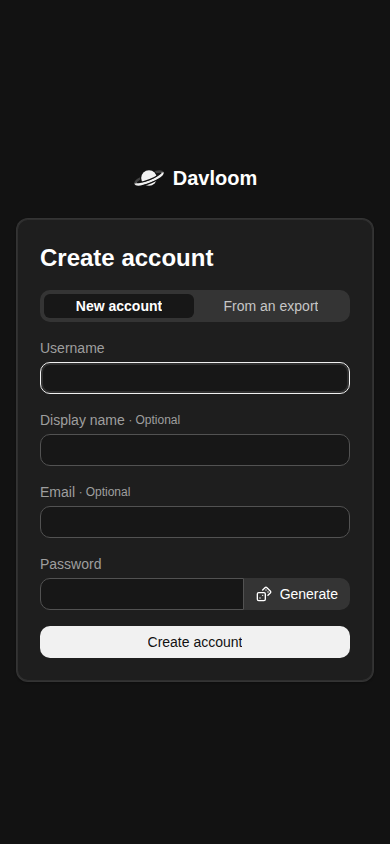 Davloom
Create account
New account
From an export
Username
Display name · Optional
Email · Optional
Password
Generate
Create account